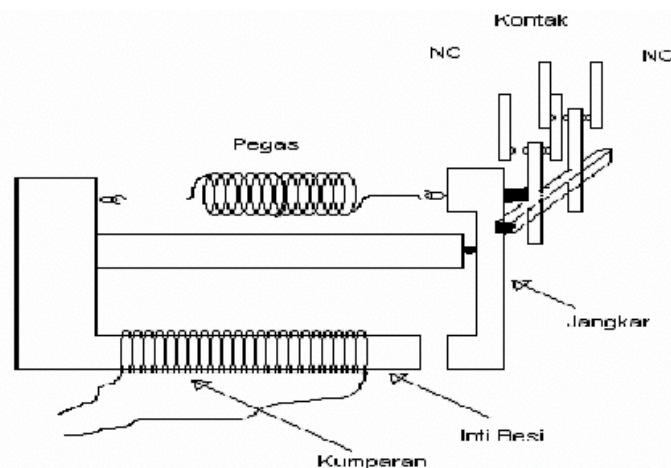 Kontak
NC
NC
Pegas
Jangkar
Inti Besi
Kumparan